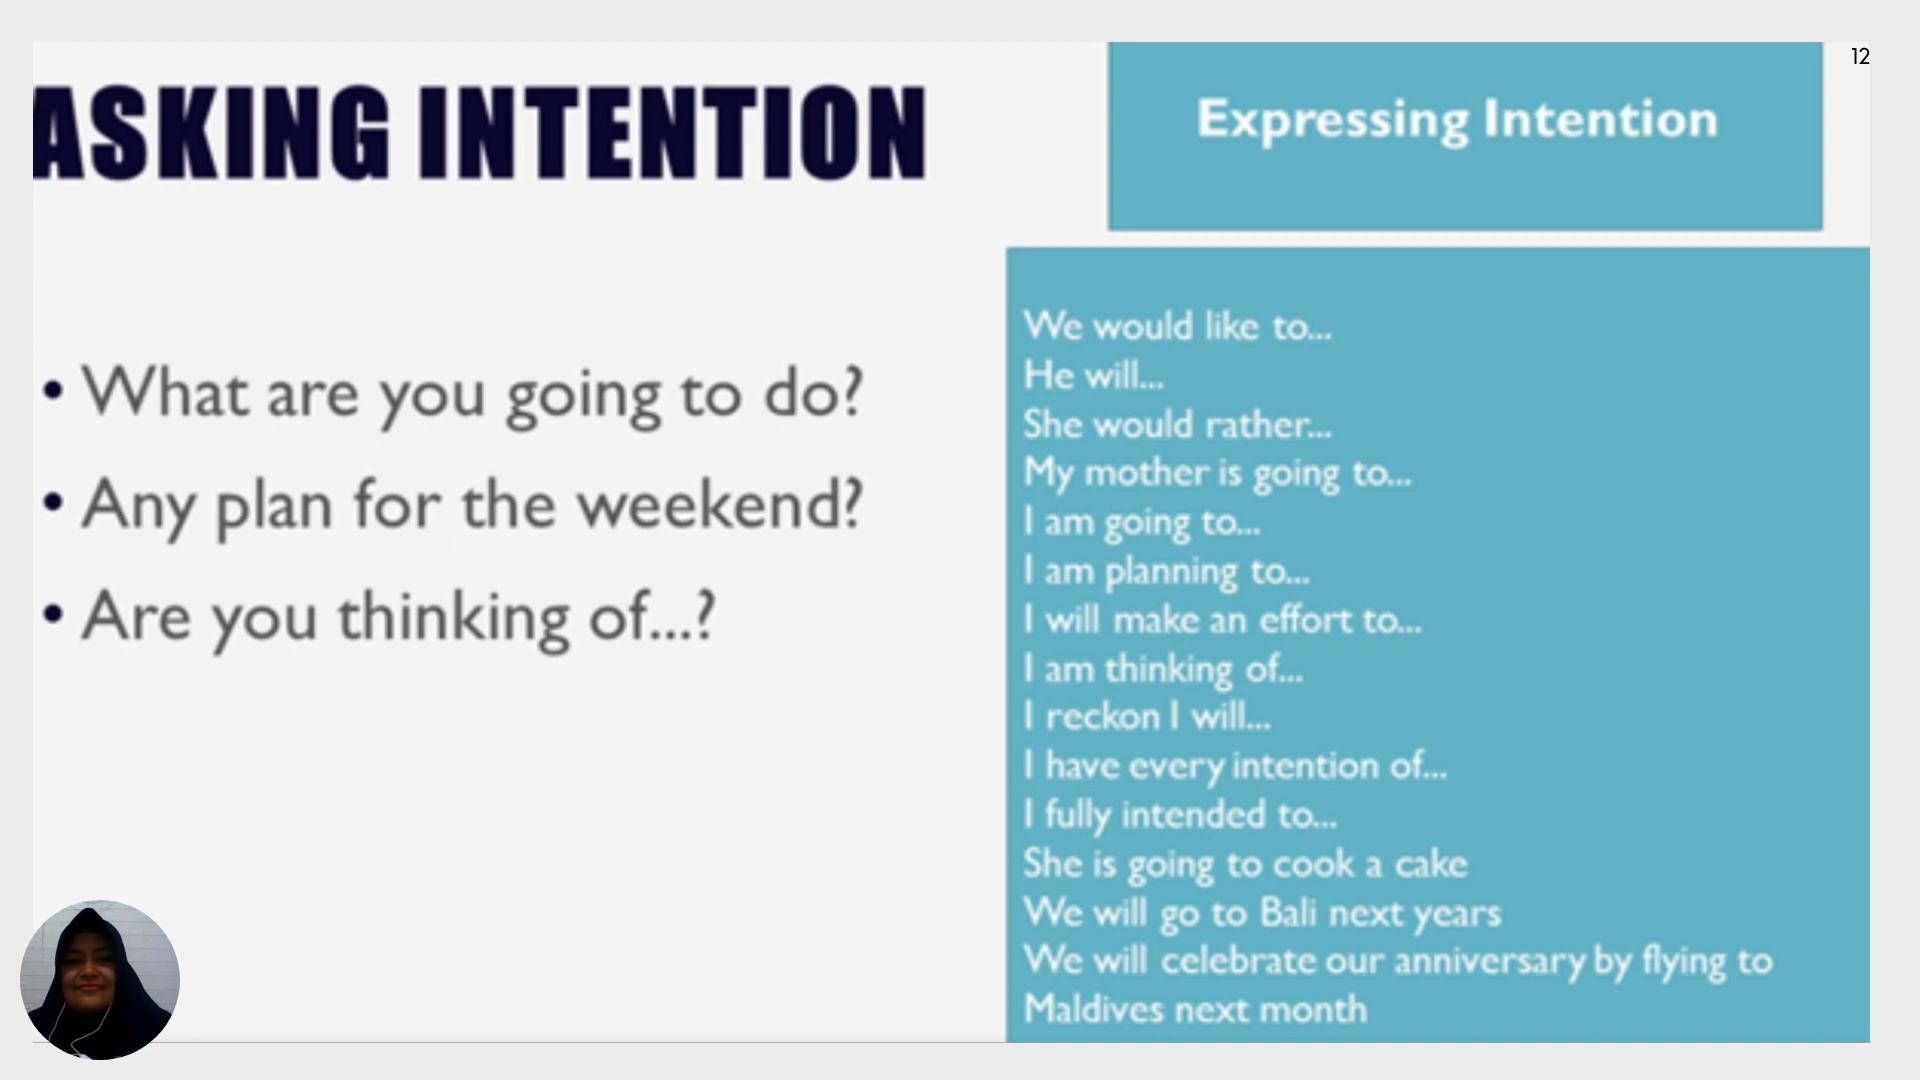 12
ASKING INTENTION
• What are you going to do?
• Any plan for the weekend?
• Are you thinking of...?
Expressing Intention
We would like to...
He will...
She would rather...
My mother is going to...
I am going to...
I am planning to...
I will make an effort to...
I am thinking of...
I reckon I will...
I have every intention of...
I fully intended to...
She is going to cook a cake
We will go to Bali next years
We will celebrate our anniversary by flying to
Maldives next month